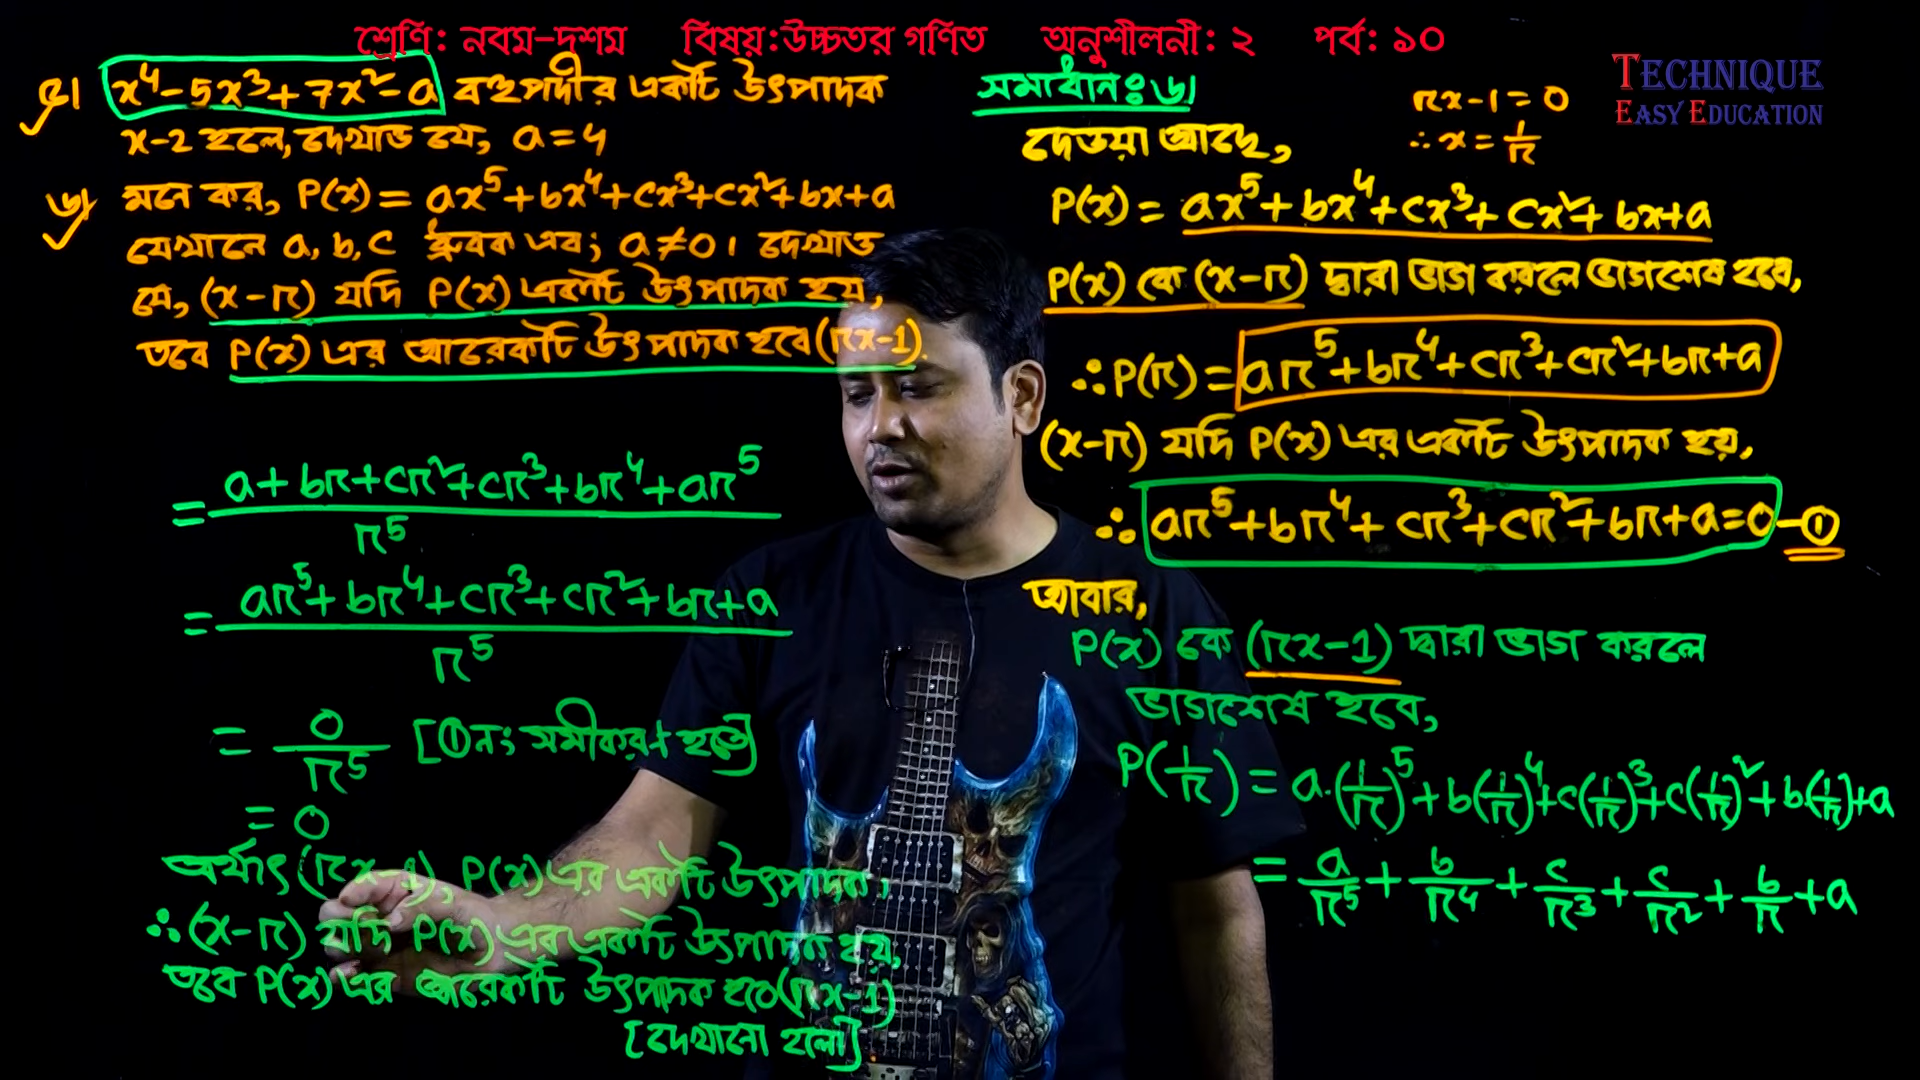 শ্রেণি: নবম-দশম বিষয়:উচ্চতর গণিত অনুশীলনী: ২ পর্ব: ১০
TECHNIQUE
EASY EDUCATION
৫। x⁴-5x³+7x²-a বহুপদীর একটি উৎপাদক
x-2 হলে, দেখাও যে, a=4
৬। মনে কর, P(x) = ax⁵+bx⁴+cx³+cx²+bx+a
যেখানে a, b, c ধ্রুবক এবং a≠0। দেখাও
যে, (x-r) যদি P(x) একটি উৎপাদক হয়,
তবে P(x) এর আরেকটি উৎপাদক হবে (rx-1).
= (a+br+cr²+cr³+br⁴+ar⁵)/r⁵
= (ar⁵+br⁴+cr³+cr²+br+a)/r⁵
= 0/r⁵ [①নং সমীকরণ হতে]
= 0
অর্থাৎ (rx-1), P(x) এর একটি উৎপাদক।
∴ (x-r) যদি P(x) এর একটি উৎপাদক হয়,
তবে P(x) এর আরেকটি উৎপাদক হবে (rx-1)
[দেখানো হলো]
সমাধান: ৬।
rx-1=0
∴ x = 1/r
দেওয়া আছে,
P(x) = ax⁵+bx⁴+cx³+cx²+bx+a
P(x) কে (x-r) দ্বারা ভাগ করলে ভাগশেষ হবে,
∴ P(r) = ar⁵+br⁴+cr³+cr²+br+a
(x-r) যদি P(x) এর একটি উৎপাদক হয়,
∴ ar⁵+br⁴+cr³+cr²+br+a=0 —①
আবার,
P(x) কে (rx-1) দ্বারা ভাগ করলে
ভাগশেষ হবে,
P(1/r) = a.(1/r)⁵+b(1/r)⁴+c(1/r)³+c(1/r)²+b.(1/r)+a
= a/r⁵ + b/r⁴ + c/r³ + c/r² + b/r + a